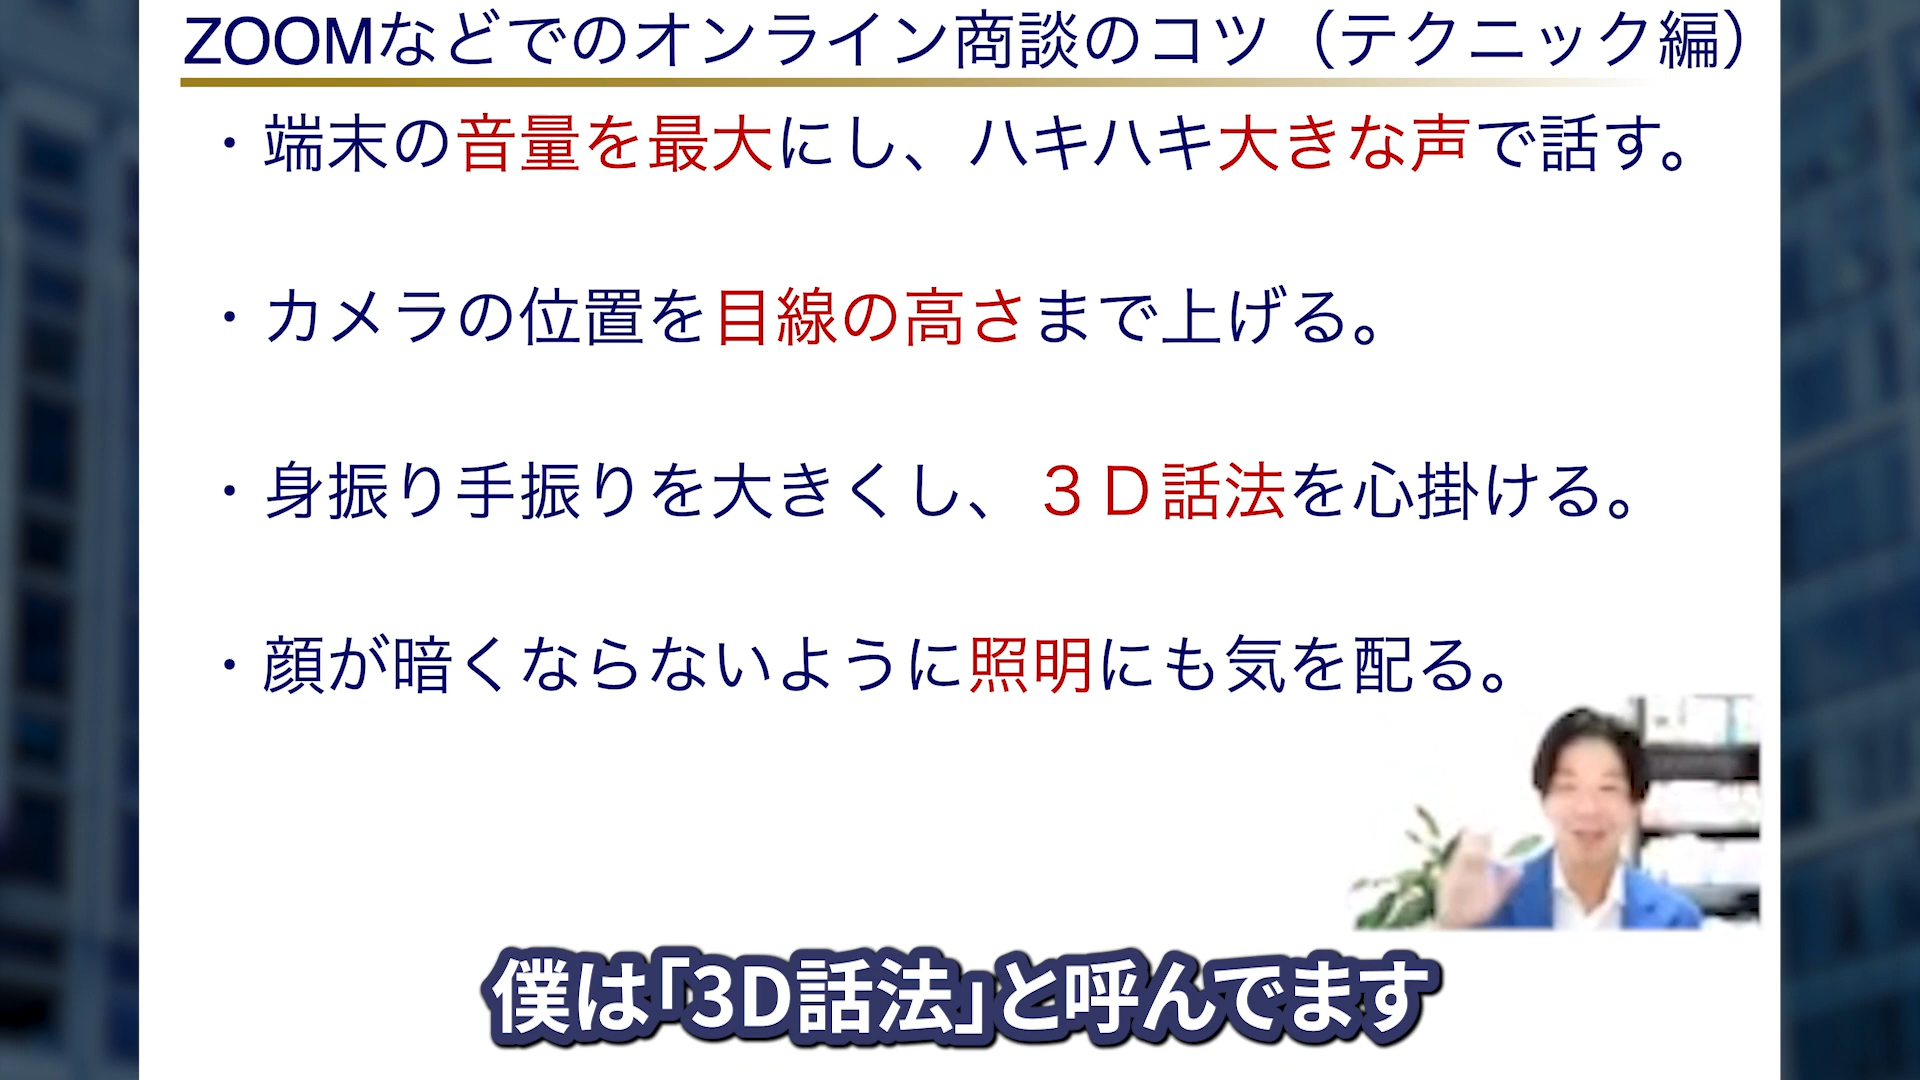 ZOOMなどでのオンライン商談のコツ（テクニック編）
・端末の音量を最大にし、ハキハキ大きな声で話す。
・カメラの位置を目線の高さまで上げる。
・身振り手振りを大きくし、３Ｄ話法を心掛ける。
・顔が暗くならないように照明にも気を配る。
僕は｢3D話法｣と呼んでます